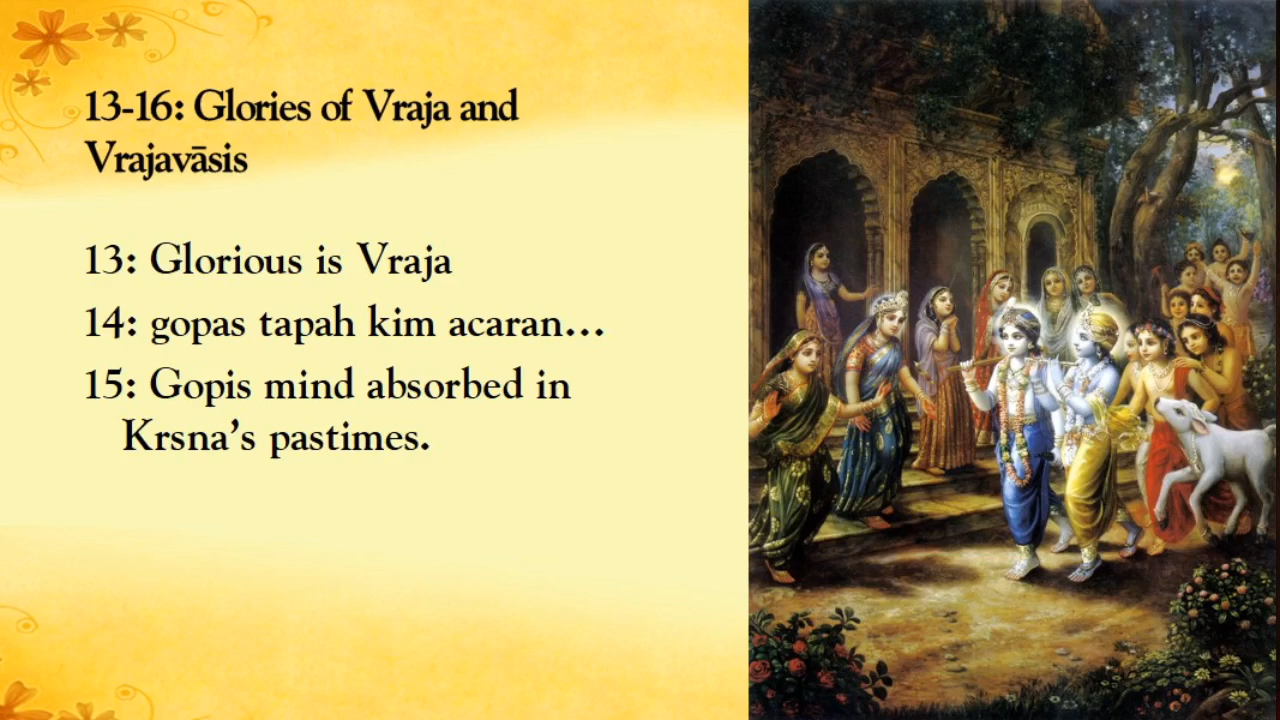 13-16: Glories of Vraja and
Vrajavāsis
13: Glorious is Vraja
14: gopas tapah kim acaran…
15: Gopis mind absorbed in
Krsna’s pastimes.